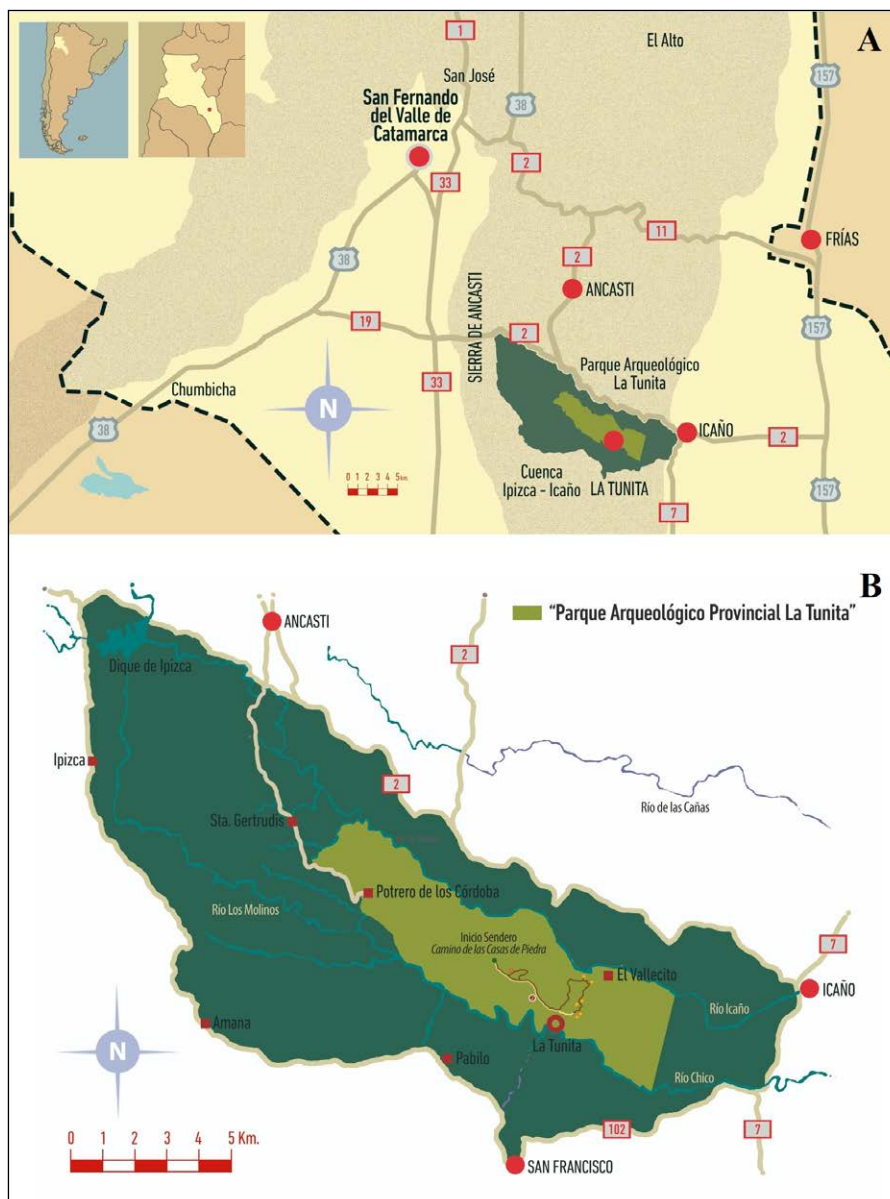 A
1
El Alto
157
San José
38
San Fernando
del Valle de
Catamarca
2
33
11
FRÍAS
38
2
ANCASTI
SIERRA DE ANCASTI
19
2
157
Parque Arqueológico
La Tunita
33
Chumbicha
N
ICAÑO
2
38
0 1 2 3 4 5 km.
Cuenca
Ipizca - Icaño
LA TUNITA
157
7
B
"Parque Arqueológico Provincial La Tunita"
ANCASTI
2
Dique de Ipizca
Ipizca
2
Río de las Cañas
Sta. Gertrudis
Potrero de los Córdoba
Río Los Molinos
Inicio Sendero
Camino de las Casas de Piedra
7
El Vallecito
ICAÑO
Río Icaño
Amana
La Tunita
N
Pabilo
Río Chico
102
7
0 1 2 3 4 5 Km.
SAN FRANCISCO